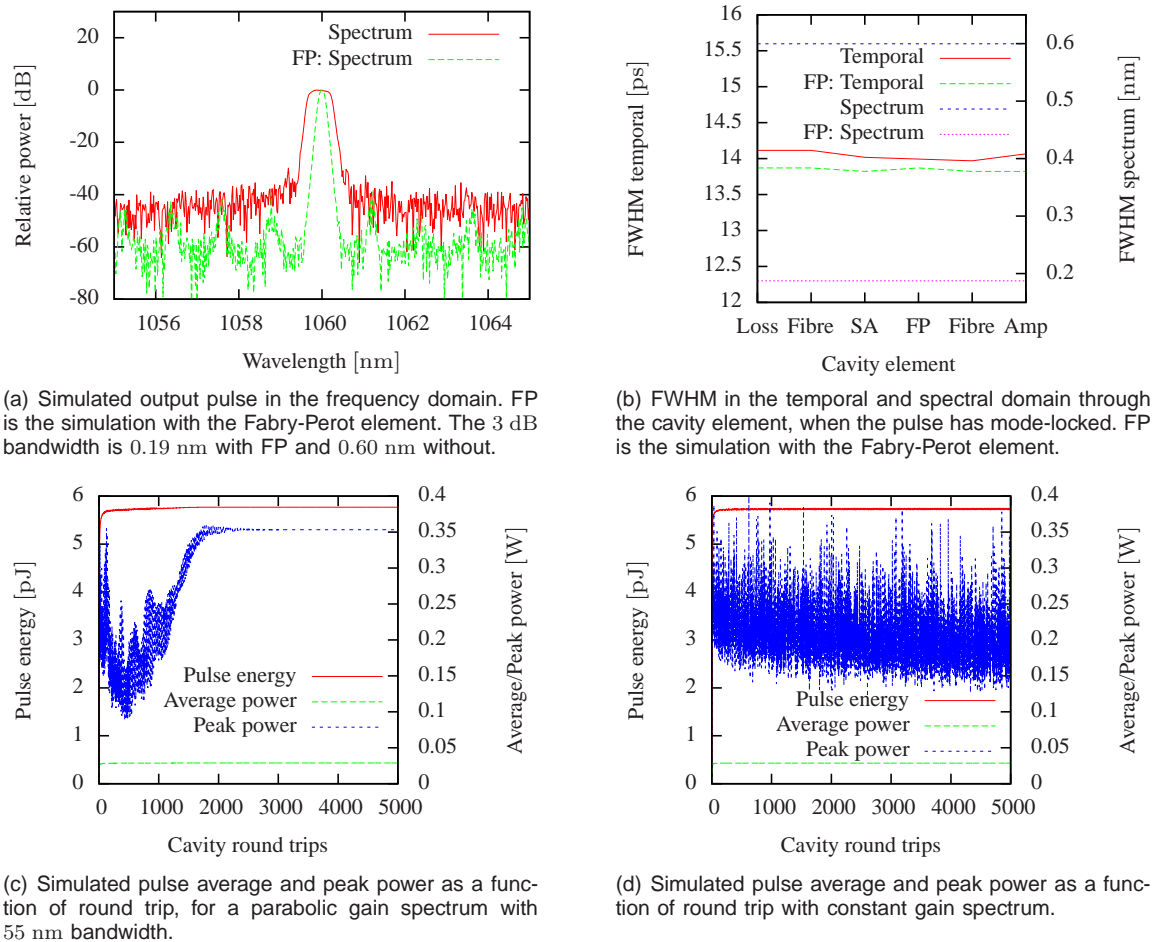 20
0
-20
-40
-60
-80
1056 1058 1060 1062 1064
Relative power [dB]
Wavelength [nm]
Spectrum
FP: Spectrum
(a) Simulated output pulse in the frequency domain. FP
is the simulation with the Fabry-Perot element. The 3 dB
bandwidth is 0.19 nm with FP and 0.60 nm without.
16
15.5
15
14.5
14
13.5
13
12.5
12
0.6
0.5
0.4
0.3
0.2
Loss Fibre SA FP Fibre Amp
FWHM temporal [ps]
FWHM spectrum [nm]
Cavity element
Temporal
FP: Temporal
Spectrum
FP: Spectrum
(b) FWHM in the temporal and spectral domain through
the cavity element, when the pulse has mode-locked. FP
is the simulation with the Fabry-Perot element.
6
5
4
3
2
1
0
0.4
0.35
0.3
0.25
0.2
0.15
0.1
0.05
0
0 1000 2000 3000 4000 5000
Pulse energy [pJ]
Average/Peak power [W]
Cavity round trips
Pulse energy
Average power
Peak power
(c) Simulated pulse average and peak power as a func-
tion of round trip, for a parabolic gain spectrum with
55 nm bandwidth.
6
5
4
3
2
1
0
0.4
0.35
0.3
0.25
0.2
0.15
0.1
0.05
0
0 1000 2000 3000 4000 5000
Pulse energy [pJ]
Average/Peak power [W]
Cavity round trips
Pulse energy
Average power
Peak power
(d) Simulated pulse average and peak power as a func-
tion of round trip with constant gain spectrum.